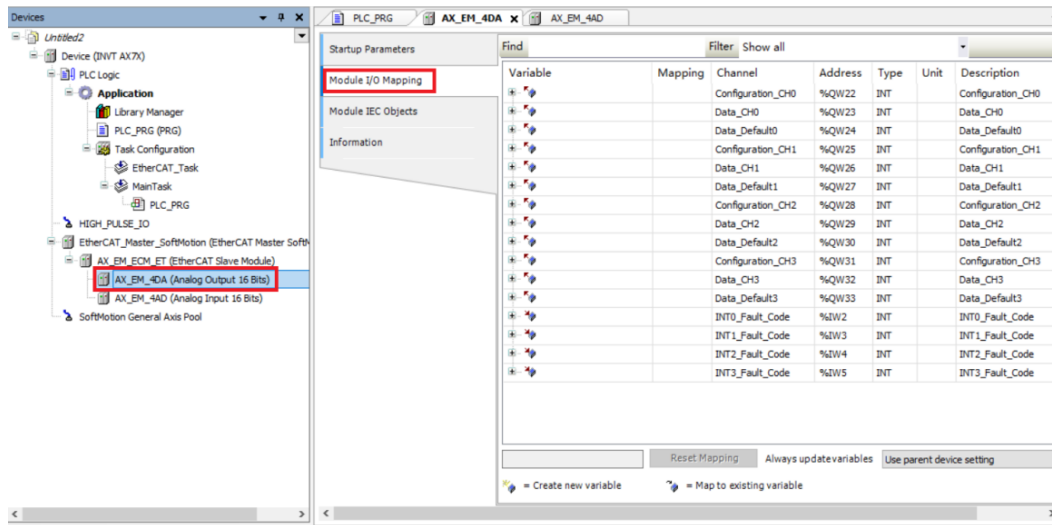 Devices
Untitled2
Device (INVT AX7X)
PLC Logic
Application
Library Manager
PLC_PRG (PRG)
Task Configuration
EtherCAT_Task
MainTask
PLC_PRG
HIGH_PULSE_IO
EtherCAT_Master_SoftMotion (EtherCAT Master Soft
AX_EM_ECM_ET (EtherCAT Slave Module)
AX_EM_4DA (Analog Output 16 Bits)
AX_EM_4AD (Analog Input 16 Bits)
SoftMotion General Axis Pool
PLC_PRG AX_EM_4DA AX_EM_4AD
Startup Parameters
Module I/O Mapping
Module IEC Objects
Information
Find Filter Show all
Variable Mapping Channel Address Type Unit Description
Configuration_CH0 %QW22 INT Configuration_CH0
Data_CH0 %QW23 INT Data_CH0
Data_Default0 %QW24 INT Data_Default0
Configuration_CH1 %QW25 INT Configuration_CH1
Data_CH1 %QW26 INT Data_CH1
Data_Default1 %QW27 INT Data_Default1
Configuration_CH2 %QW28 INT Configuration_CH2
Data_CH2 %QW29 INT Data_CH2
Data_Default2 %QW30 INT Data_Default2
Configuration_CH3 %QW31 INT Configuration_CH3
Data_CH3 %QW32 INT Data_CH3
Data_Default3 %QW33 INT Data_Default3
INT0_Fault_Code %IW2 INT INT0_Fault_Code
INT1_Fault_Code %IW3 INT INT1_Fault_Code
INT2_Fault_Code %IW4 INT INT2_Fault_Code
INT3_Fault_Code %IW5 INT INT3_Fault_Code
Reset Mapping Always updatevariables Use parent device setting
= Create new variable = Map to existing variable